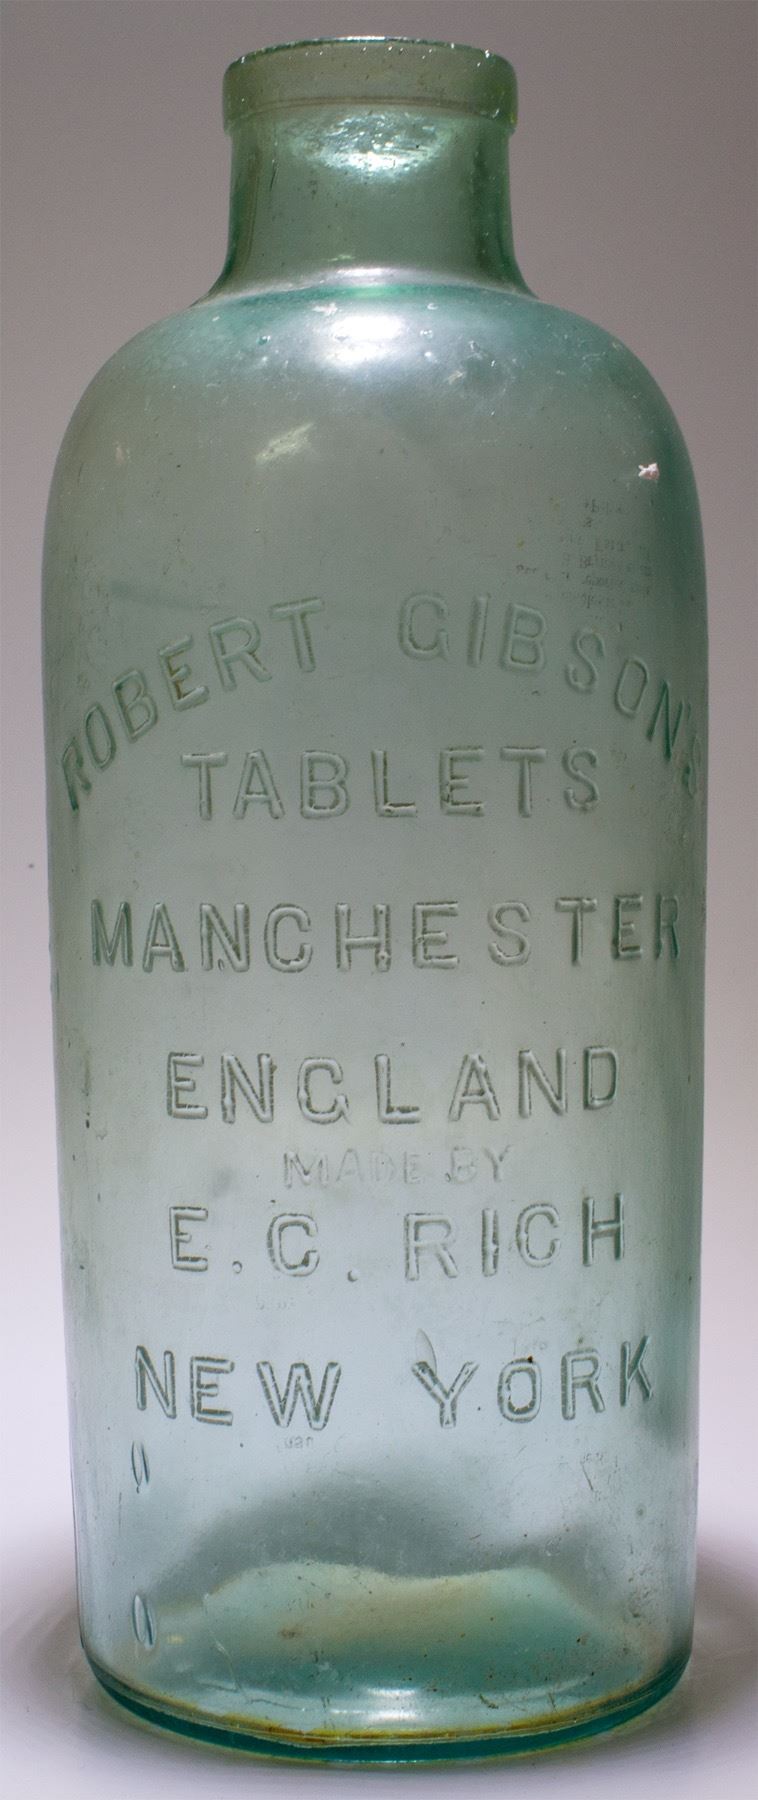 ROBERT GIBSON'S
TABLETS
MANCHESTER
ENGLAND
MADE BY
E.C. RICH
NEW YORK